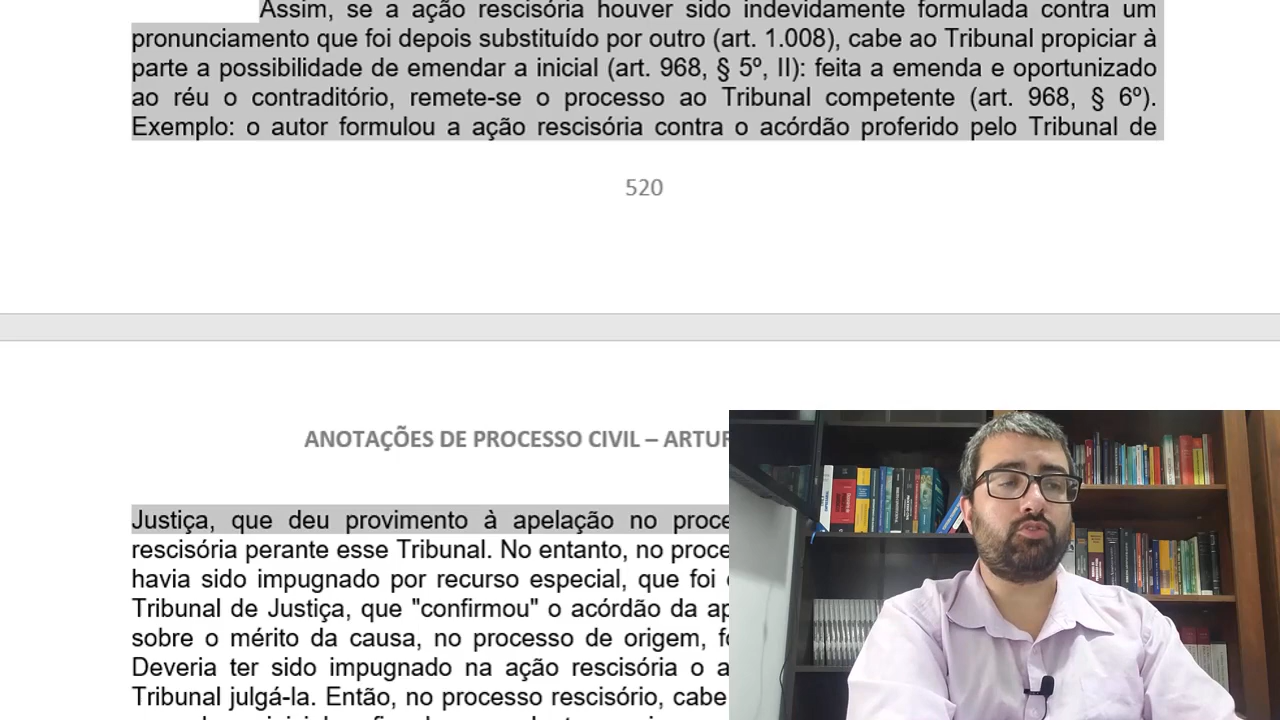 Assim, se a ação rescisória houver sido indevidamente formulada contra um
pronunciamento que foi depois substituído por outro (art. 1.008), cabe ao Tribunal propiciar à
parte a possibilidade de emendar a inicial (art. 968, § 5º, II): feita a emenda e oportunizado
ao réu o contraditório, remete-se o processo ao Tribunal competente (art. 968, § 6º).
Exemplo: o autor formulou a ação rescisória contra o acórdão proferido pelo Tribunal de
520
ANOTAÇÕES DE PROCESSO CIVIL –
Justiça, que deu provimento à apelação no
rescisória perante esse Tribunal. No entanto, no
havia sido impugnado por recurso especial, que foi
Tribunal de Justiça, que "confirmou" o acórdão da
sobre o mérito da causa, no processo de origem,
Deveria ter sido impugnado na ação rescisória o
Tribunal julgá-la. Então, no processo rescisório, cabe